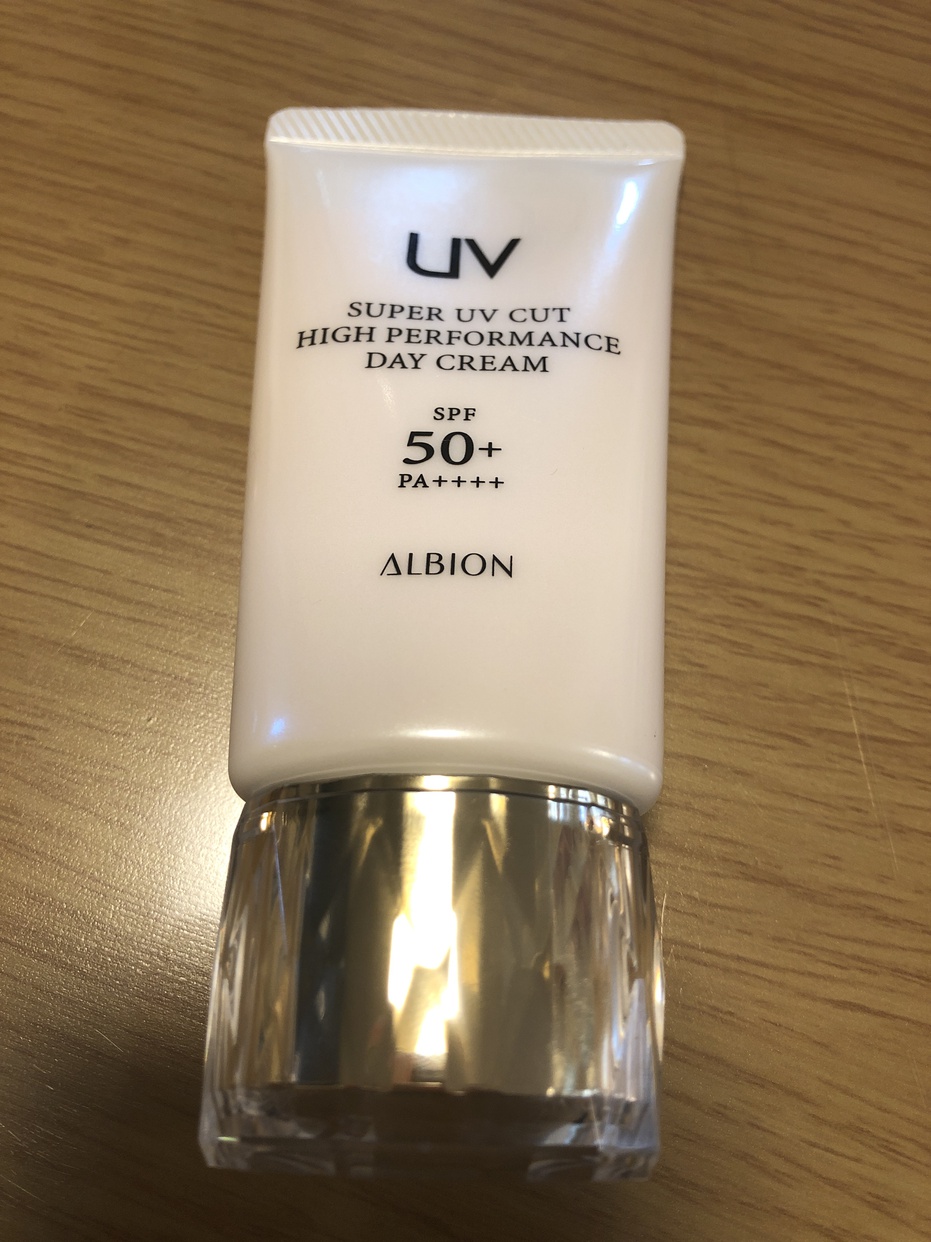 UV
SUPER UV CUT
HIGH PERFORMANCE
DAY CREAM
SPF
50+
PA++++
ALBION